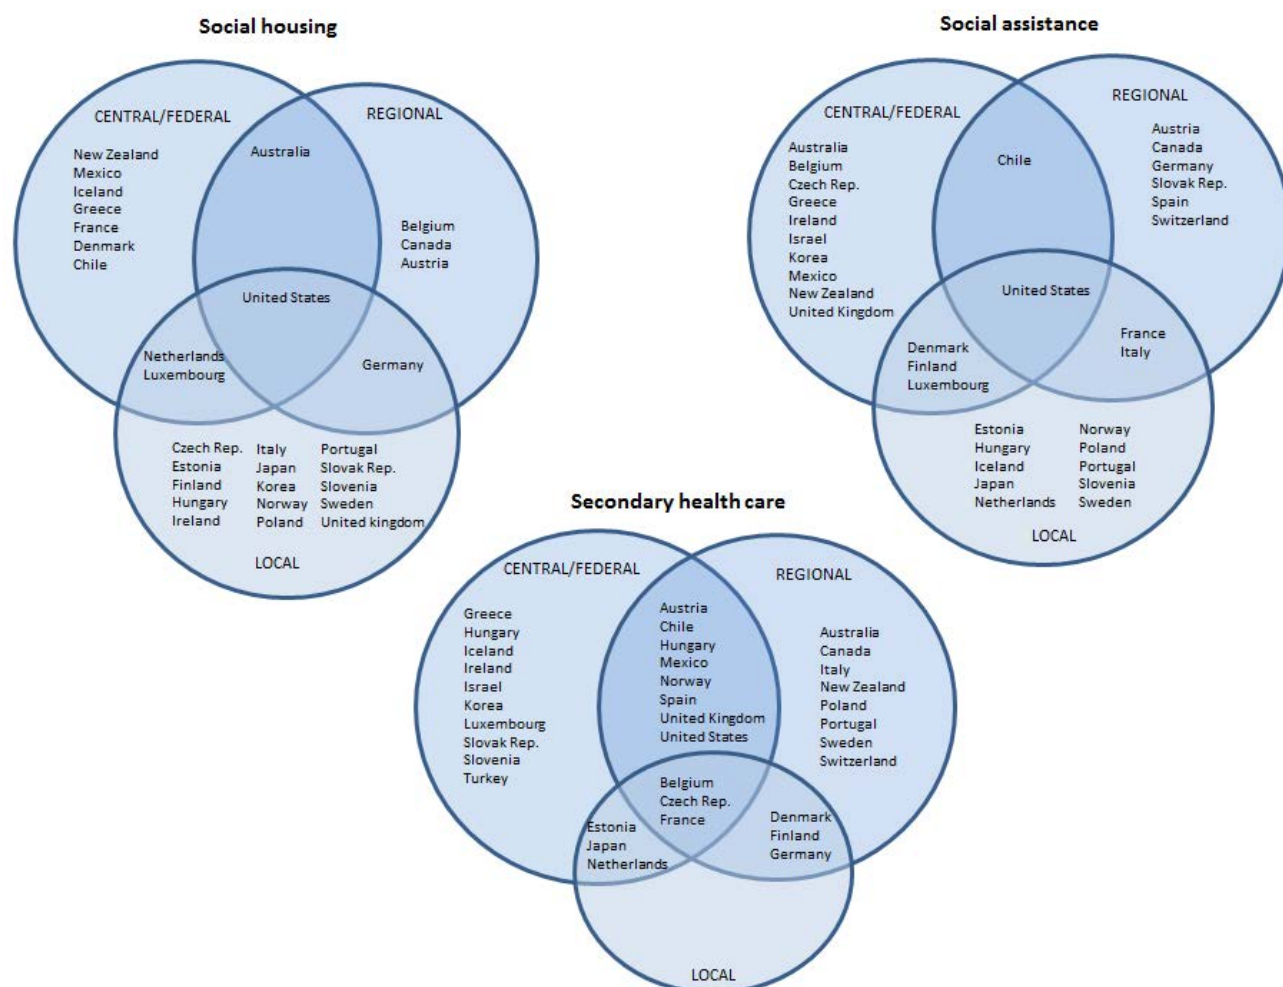 Social housing
CENTRAL/FEDERAL
REGIONAL
New Zealand
Mexico
Iceland
Greece
France
Denmark
Chile
Australia
Belgium
Canada
Austria
United States
Netherlands
Luxembourg
Germany
Czech Rep.
Estonia
Finland
Hungary
Ireland
Italy
Japan
Korea
Norway
Poland
Portugal
Slovak Rep.
Slovenia
Sweden
United kingdom
LOCAL
Social assistance
CENTRAL/FEDERAL
REGIONAL
Australia
Belgium
Czech Rep.
Greece
Ireland
Israel
Korea
Mexico
New Zealand
United Kingdom
Chile
Austria
Canada
Germany
Slovak Rep.
Spain
Switzerland
United States
Denmark
Finland
Luxembourg
France
Italy
Estonia
Hungary
Iceland
Japan
Netherlands
Norway
Poland
Portugal
Slovenia
Sweden
LOCAL
Secondary health care
CENTRAL/FEDERAL
REGIONAL
Greece
Hungary
Iceland
Ireland
Israel
Korea
Luxembourg
Slovak Rep.
Slovenia
Turkey
Austria
Chile
Hungary
Mexico
Norway
Spain
United Kingdom
United States
Australia
Canada
Italy
New Zealand
Poland
Portugal
Sweden
Switzerland
Belgium
Czech Rep.
France
Estonia
Japan
Netherlands
Denmark
Finland
Germany
LOCAL